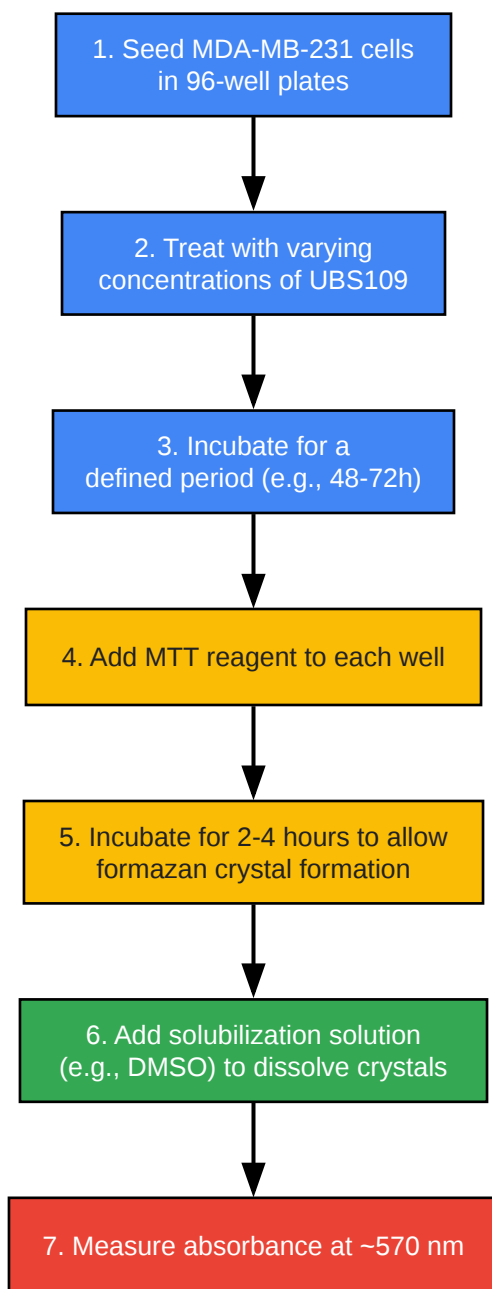 1. Seed MDA-MB-231 cells
in 96-well plates
2. Treat with varying
concentrations of UBS109
3. Incubate for a
defined period (e.g., 48-72h)
4. Add MTT reagent to each well
5. Incubate for 2-4 hours to allow
formazan crystal formation
6. Add solubilization solution
(e.g., DMSO) to dissolve crystals
7. Measure absorbance at ~570 nm